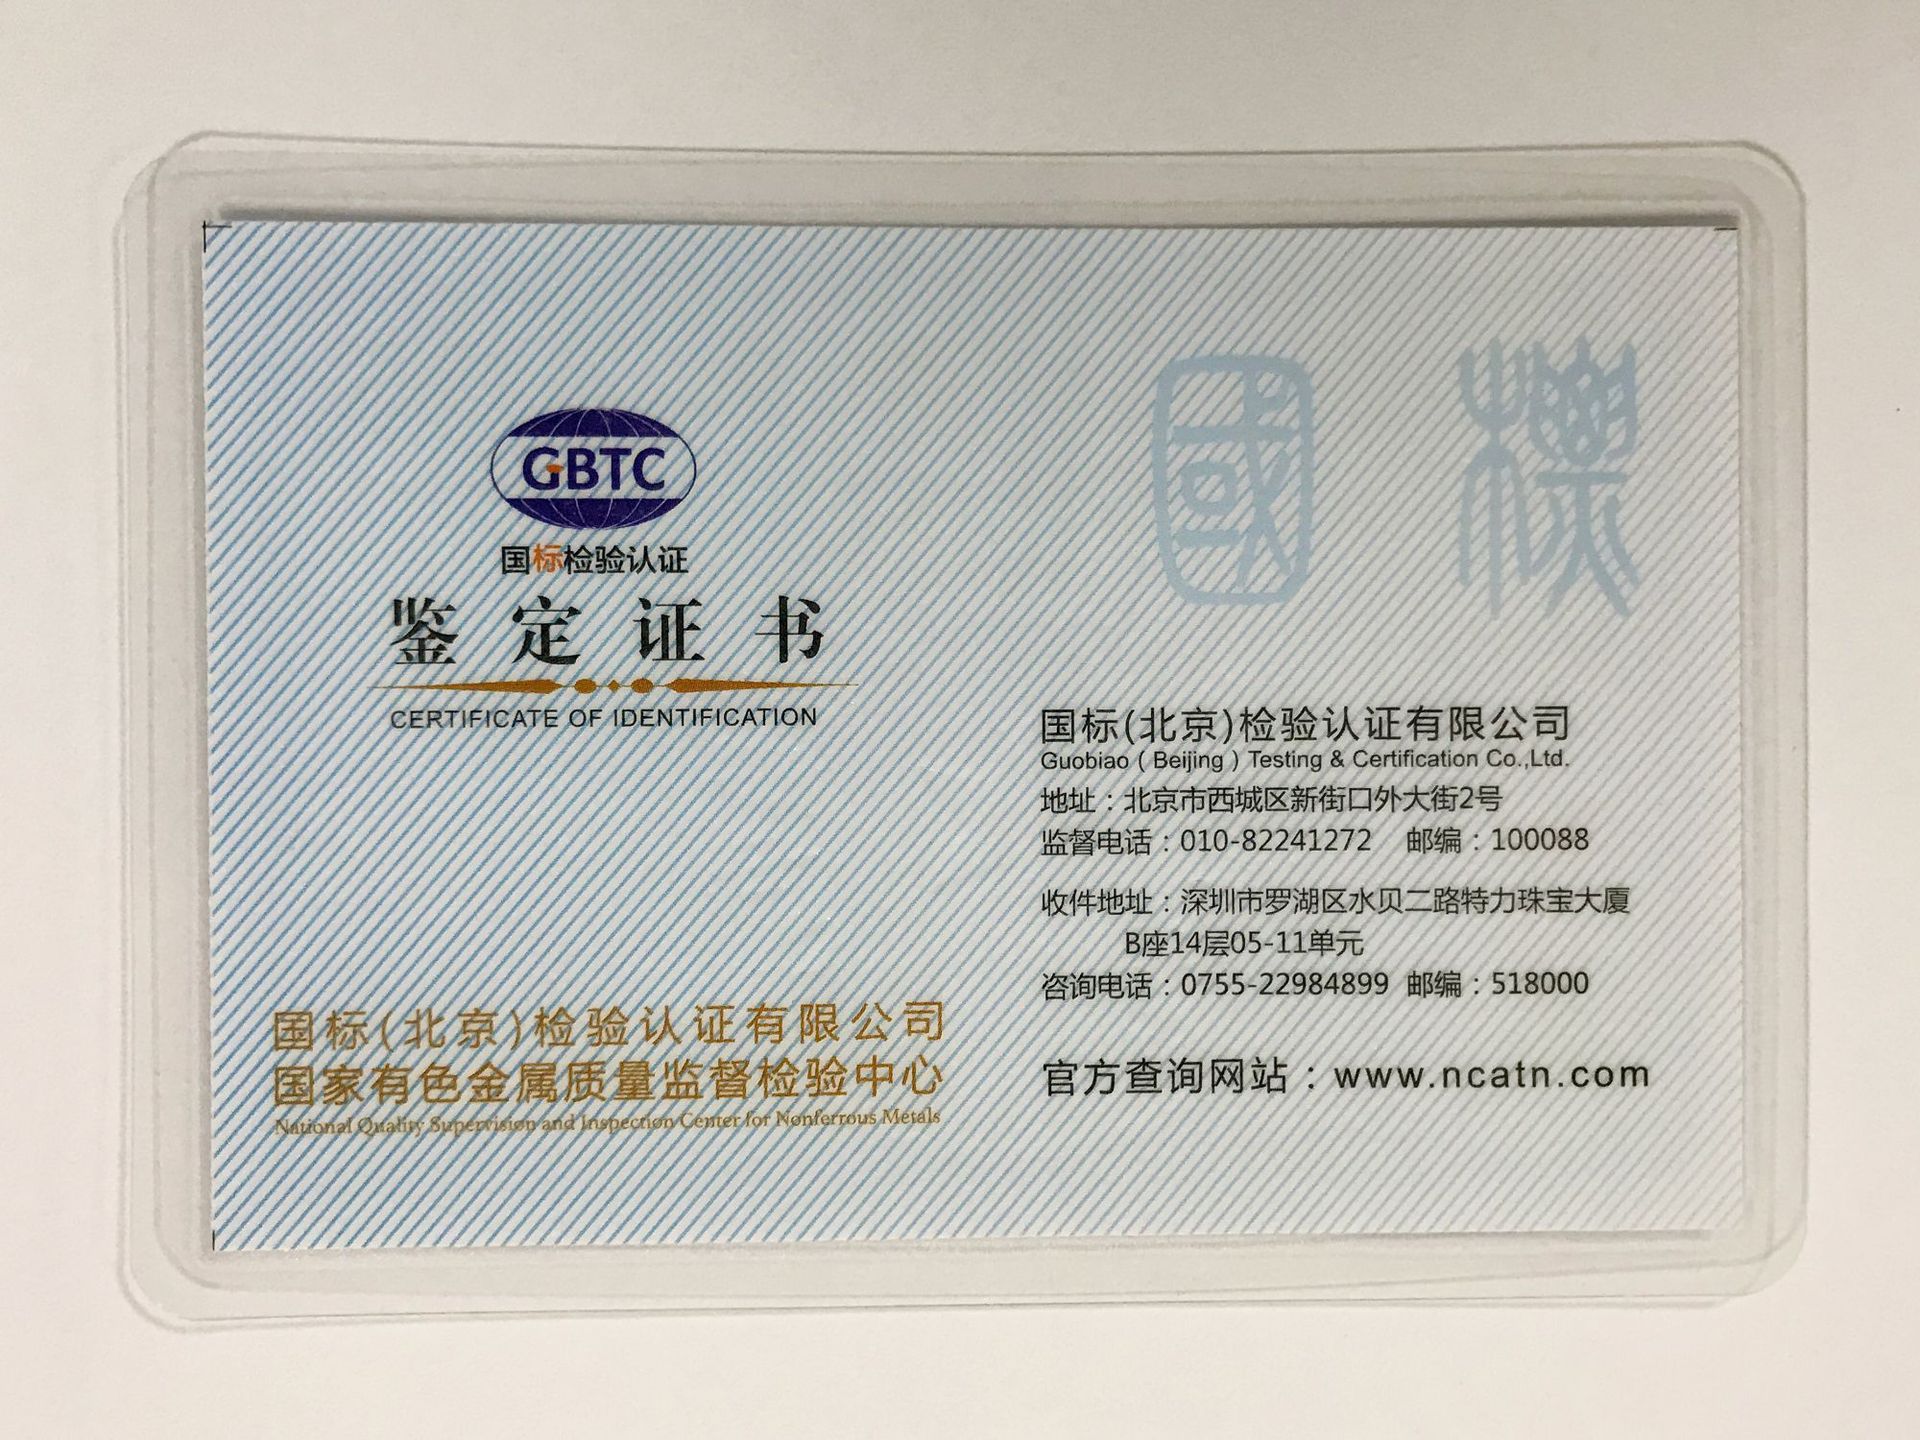 GBTC
国标检验认证
鉴定证书
CERTIFICATE OF IDENTIFICATION
国标(北京)检验认证有限公司
国家有色金属质量监督检验中心
National Quality Supervision and Inspection Center for Nonferrous Metals
國標
国标(北京)检验认证有限公司
Guobiao ( Beijing ) Testing & Certification Co.,Ltd.
地址：北京市西城区新街口外大街2号
监督电话：010-82241272 邮编：100088
收件地址：深圳市罗湖区水贝二路特力珠宝大厦
B座14层05-11单元
咨询电话：0755-22984899 邮编：518000
官方查询网站：www.ncatn.com